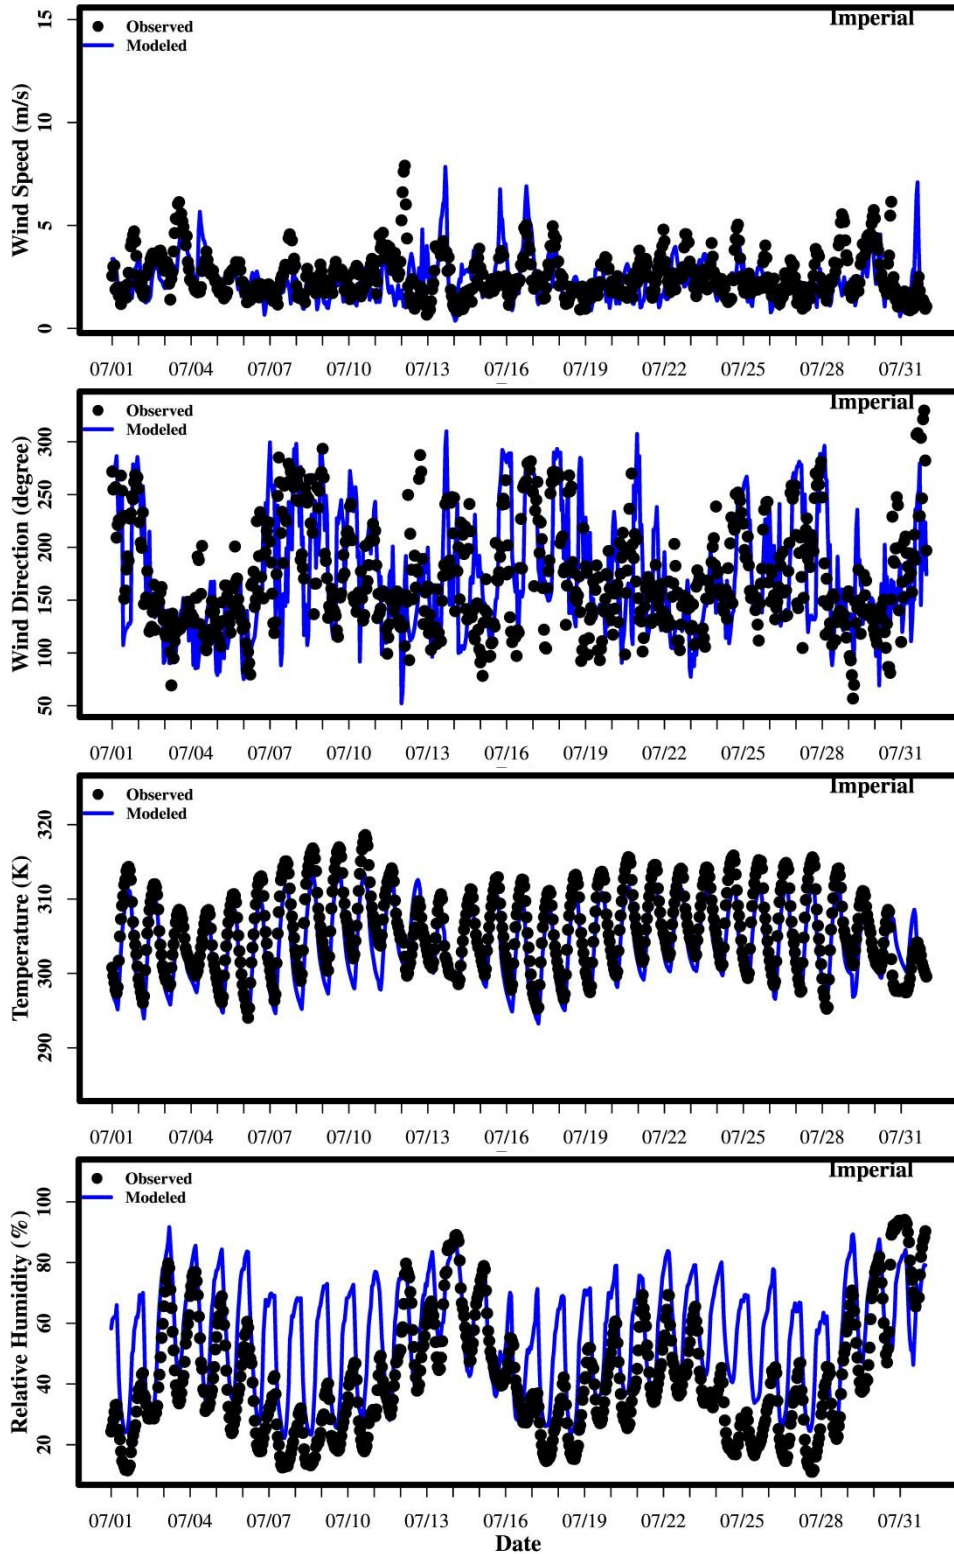 Imperial
Observed
Modeled
Wind Speed (m/s)
15
10
5
0
07/01 07/04 07/07 07/10 07/13 07/16 07/19 07/22 07/25 07/28 07/31
Imperial
Observed
Modeled
Wind Direction (degree)
300
250
200
150
100
50
07/01 07/04 07/07 07/10 07/13 07/16 07/19 07/22 07/25 07/28 07/31
Imperial
Observed
Modeled
Temperature (K)
320
310
300
290
07/01 07/04 07/07 07/10 07/13 07/16 07/19 07/22 07/25 07/28 07/31
Imperial
Observed
Modeled
Relative Humidity (%)
100
80
60
40
20
07/01 07/04 07/07 07/10 07/13 07/16 07/19 07/22 07/25 07/28 07/31
Date